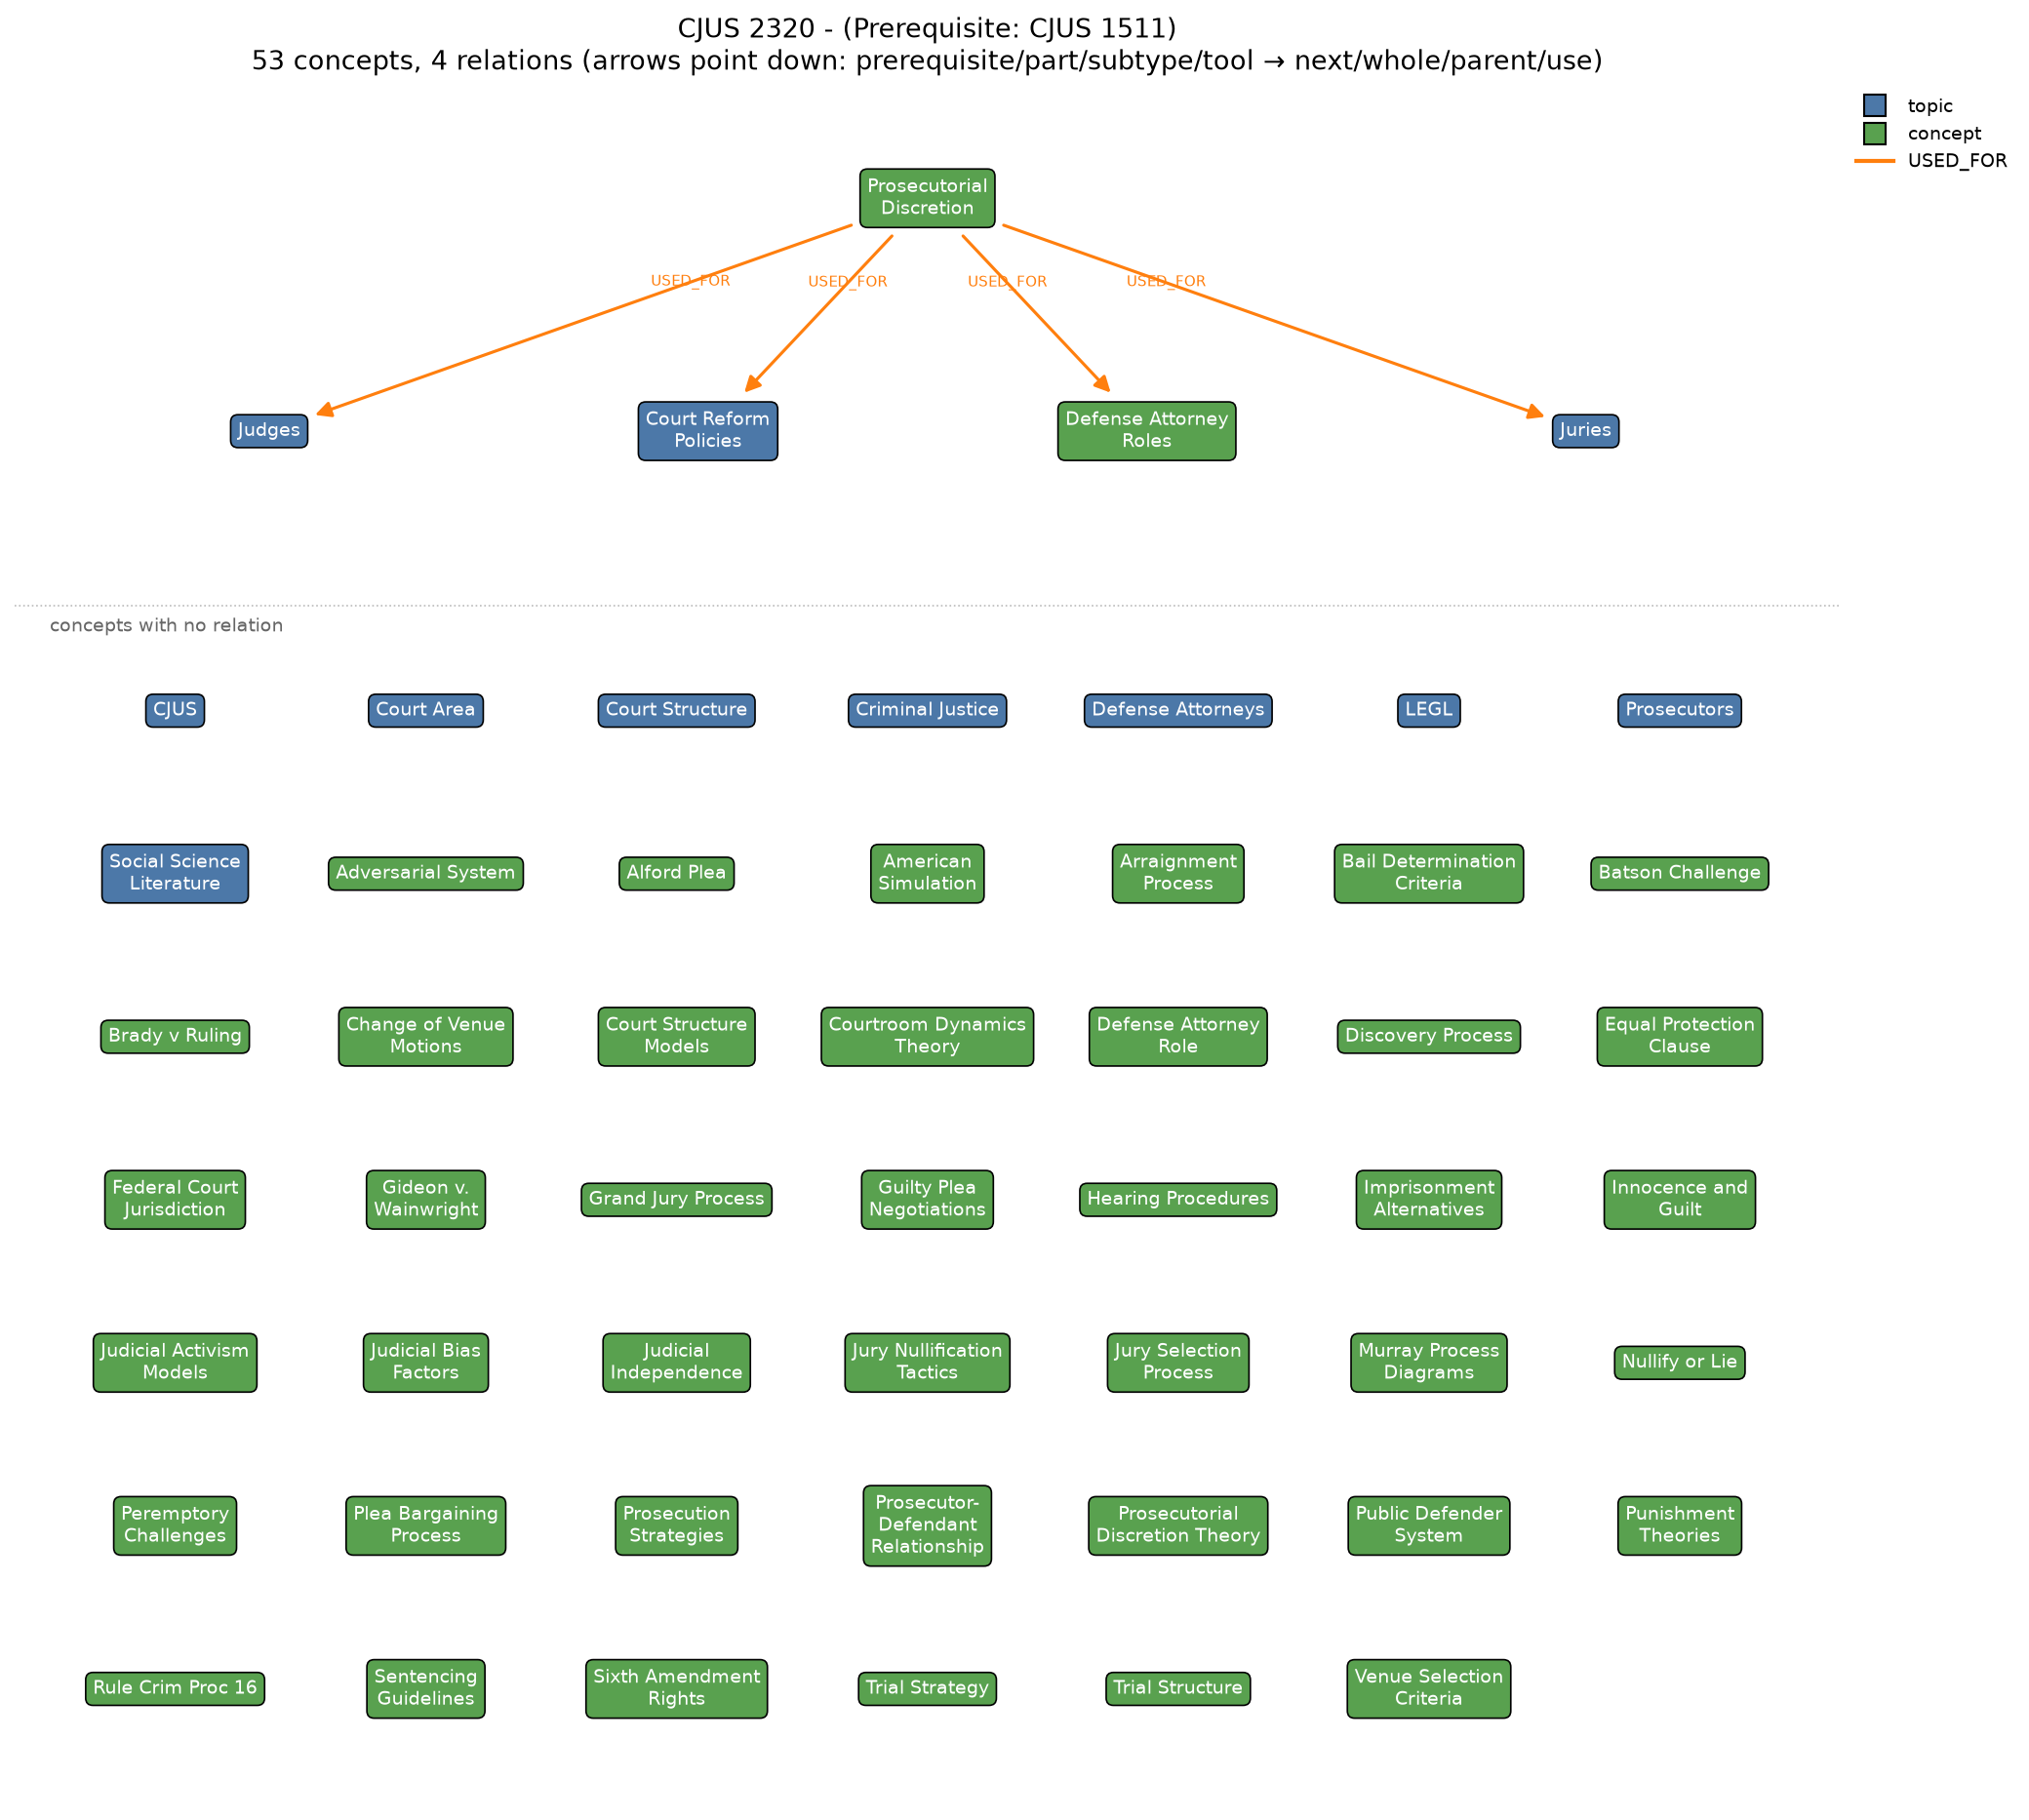 CJUS 2320 - (Prerequisite: CJUS 1511)
53 concepts, 4 relations (arrows point down: prerequisite/part/subtype/tool → next/whole/parent/use)
topic
concept
USED_FOR
Prosecutorial
Discretion
USED_FOR
USED_FOR
USED_FOR
USED_FOR
Judges
Court Reform
Policies
Defense Attorney
Roles
Juries
concepts with no relation
CJUS
Court Area
Court Structure
Criminal Justice
Defense Attorneys
LEGL
Prosecutors
Social Science
Literature
Adversarial System
Alford Plea
American
Simulation
Arraignment
Process
Bail Determination
Criteria
Batson Challenge
Brady v Ruling
Change of Venue
Motions
Court Structure
Models
Courtroom Dynamics
Theory
Defense Attorney
Role
Discovery Process
Equal Protection
Clause
Federal Court
Jurisdiction
Gideon v.
Wainwright
Grand Jury Process
Guilty Plea
Negotiations
Hearing Procedures
Imprisonment
Alternatives
Innocence and
Guilt
Judicial Activism
Models
Judicial Bias
Factors
Judicial
Independence
Jury Nullification
Tactics
Jury Selection
Process
Murray Process
Diagrams
Nullify or Lie
Peremptory
Challenges
Plea Bargaining
Process
Prosecution
Strategies
Prosecutor-
Defendant
Relationship
Prosecutorial
Discretion Theory
Public Defender
System
Punishment
Theories
Rule Crim Proc 16
Sentencing
Guidelines
Sixth Amendment
Rights
Trial Strategy
Trial Structure
Venue Selection
Criteria